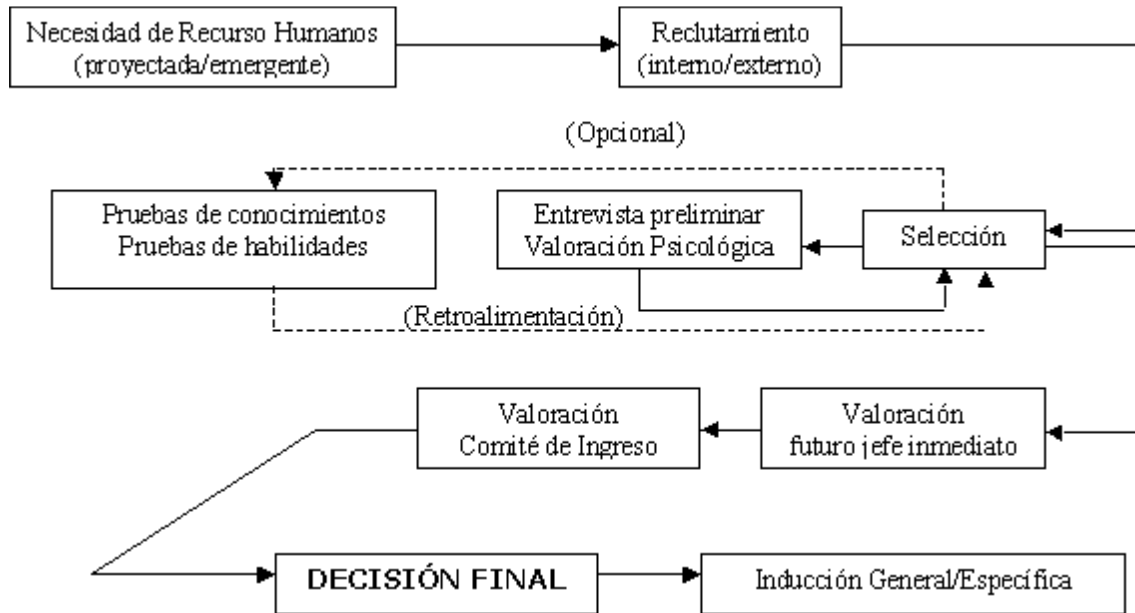 Necesidad de Recurso Humanos
(proyectada/emergente)
Reclutamiento
(interno/externo)
(Opcional)
Pruebas de conocimientos
Pruebas de habilidades
Entrevista preliminar
Valoración Psicológica
Selección
(Retroalimentación)
Valoración
Comité de Ingreso
Valoración
futuro jefe inmediato
DECISIÓN FINAL
Inducción General/Específica